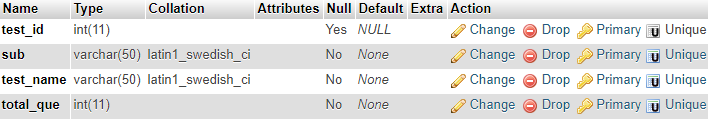 Name Type Collation Attributes Null Default Extra Action
test_id int(11) Yes NULL Change Drop Primary Unique
sub varchar(50) latin1_swedish_ci No None Change Drop Primary Unique
test_name varchar(50) latin1_swedish_ci No None Change Drop Primary Unique
total_que int(11) No None Change Drop Primary Unique